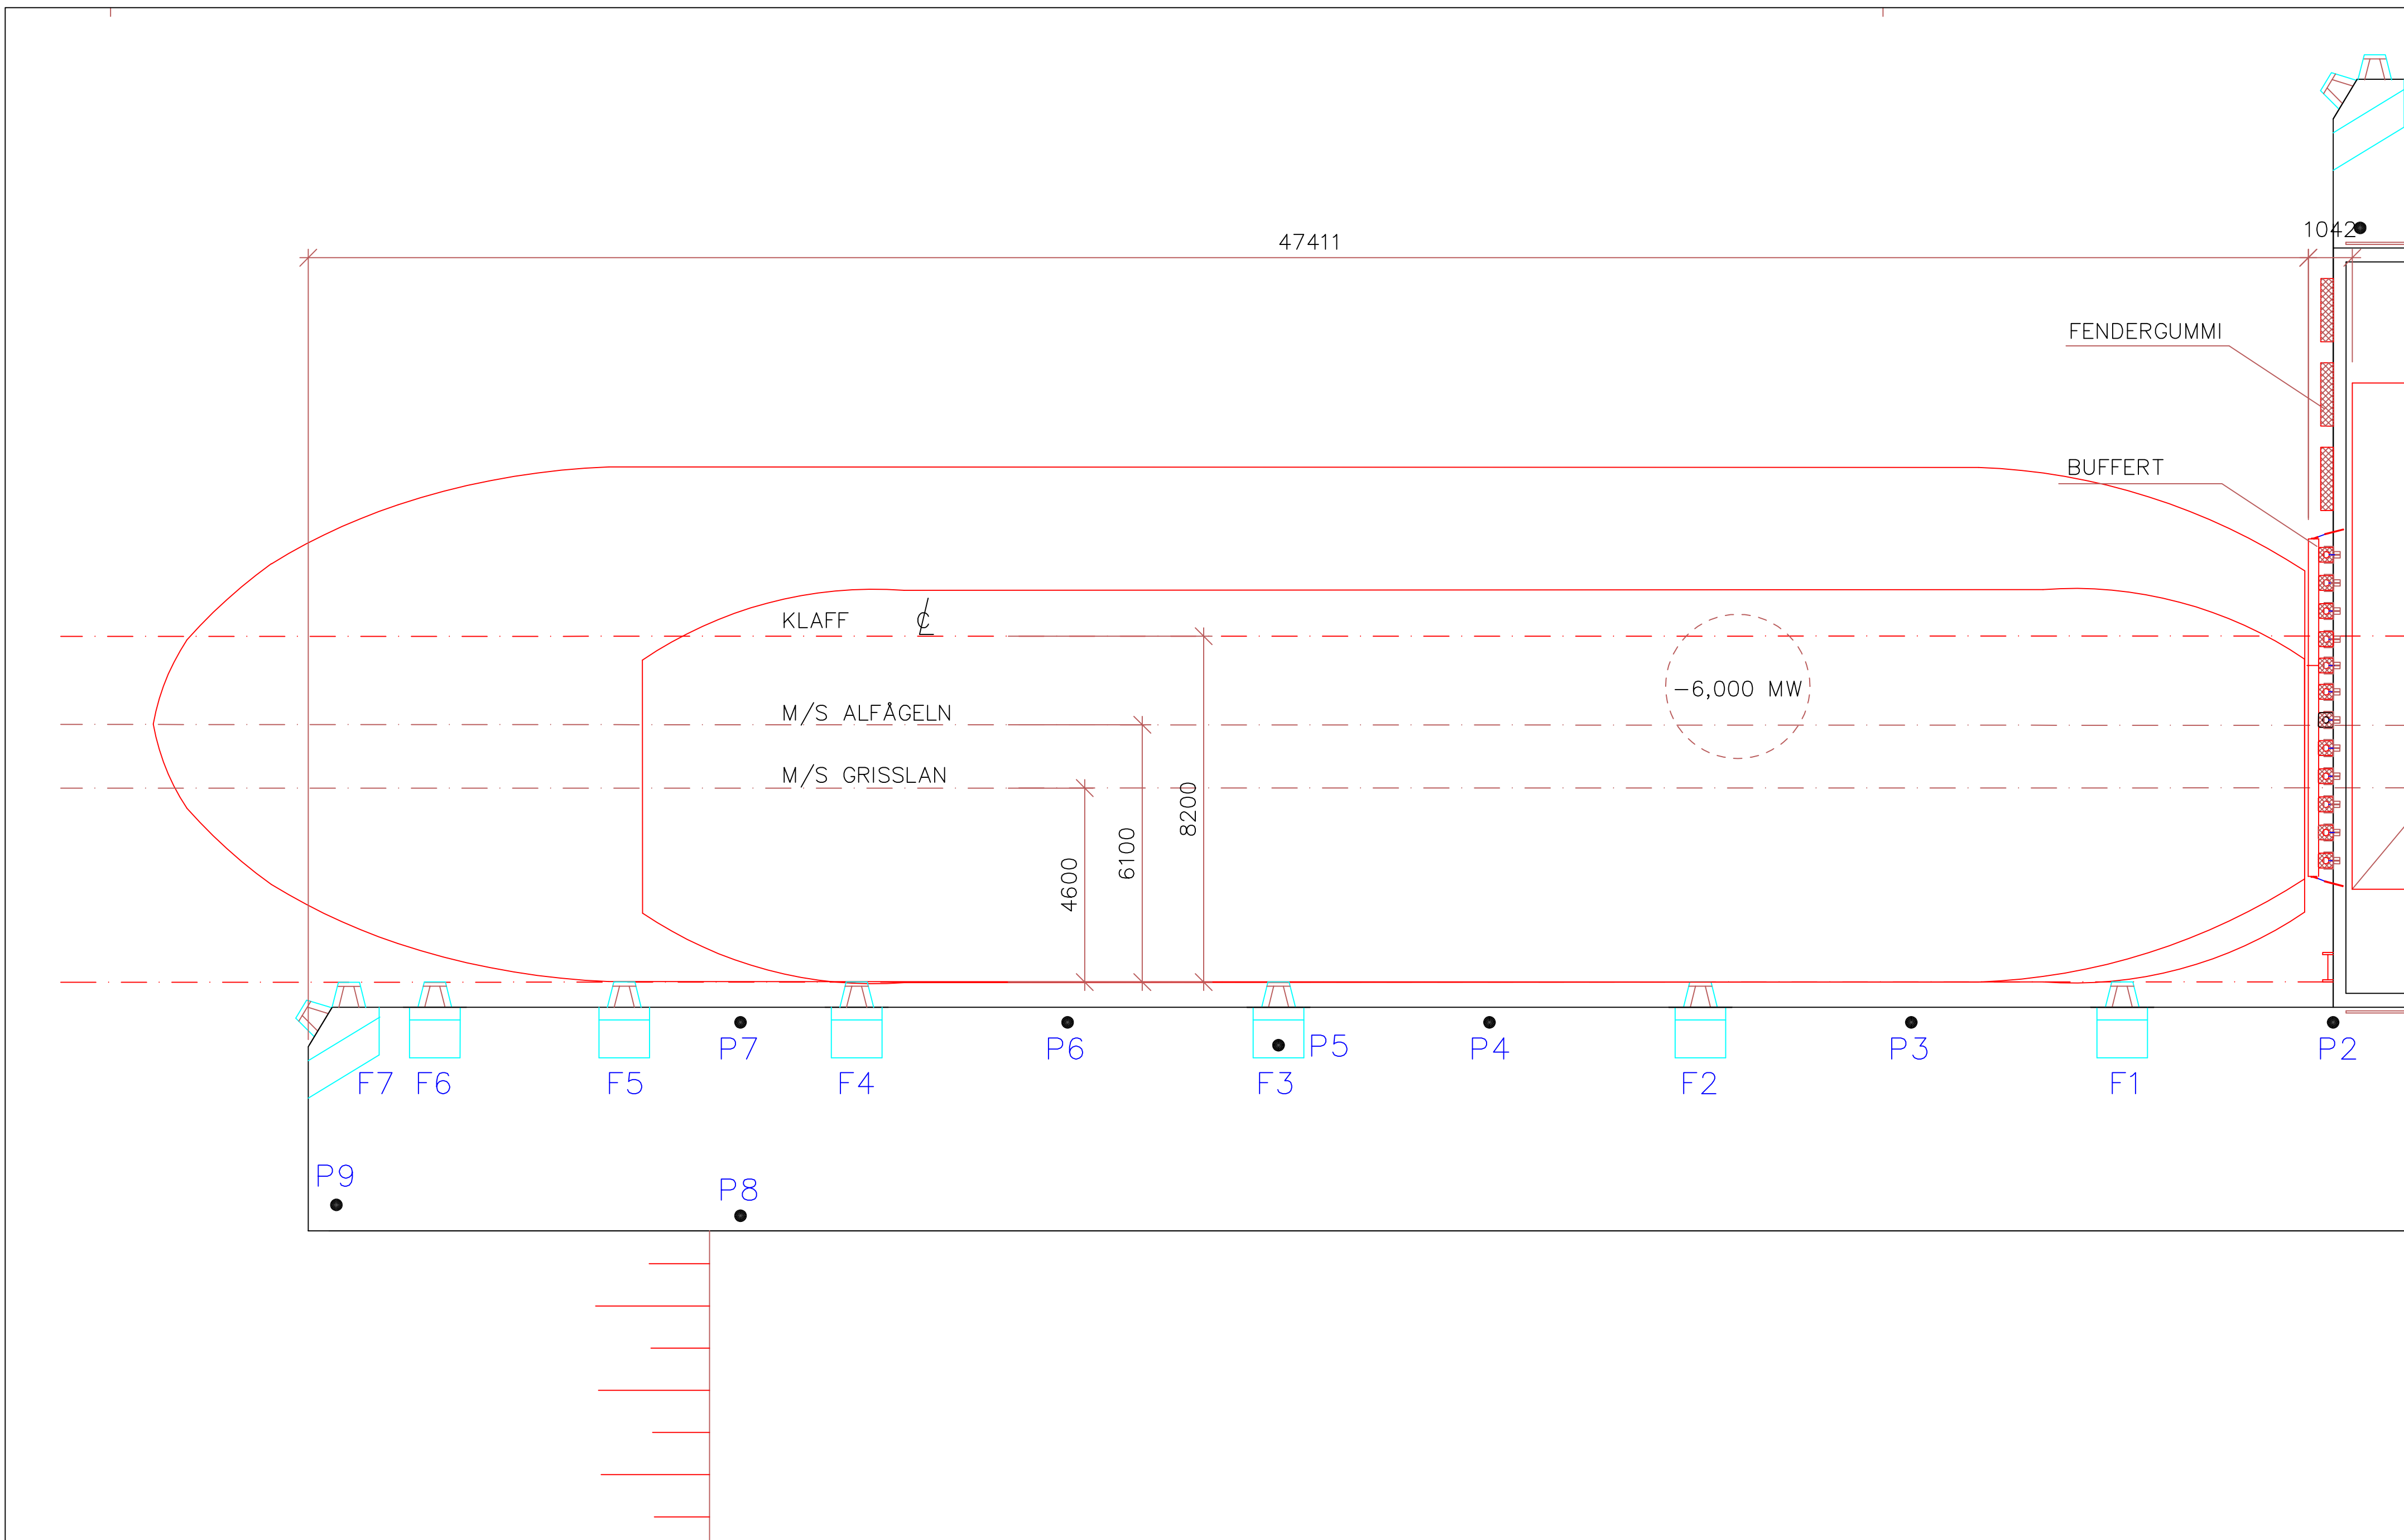 47411
1042
FENDERGUMMI
BUFFERT
KLAFF ℄
M/S ALFÅGELN
M/S GRISSLAN
-6,000 MW
8200
6100
4600
P7
P6
P5
P4
P3
P2
F7
F6
F5
F4
F3
F2
F1
P9
P8